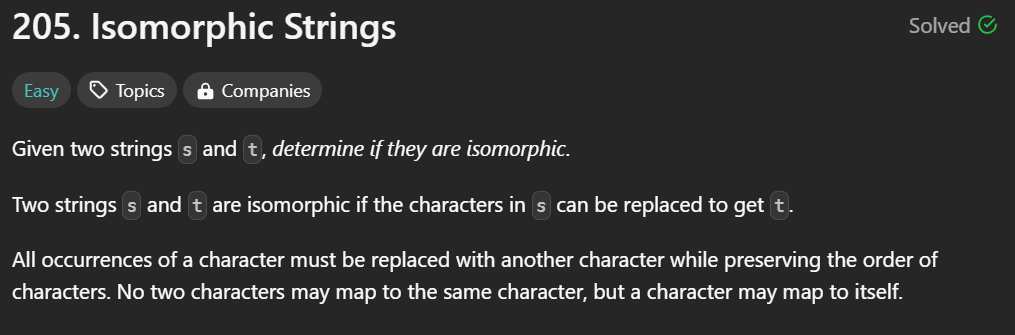 205. Isomorphic Strings
Solved
Easy
Topics
Companies
Given two strings s and t, determine if they are isomorphic.
Two strings s and t are isomorphic if the characters in s can be replaced to get t.
All occurrences of a character must be replaced with another character while preserving the order of
characters. No two characters may map to the same character, but a character may map to itself.